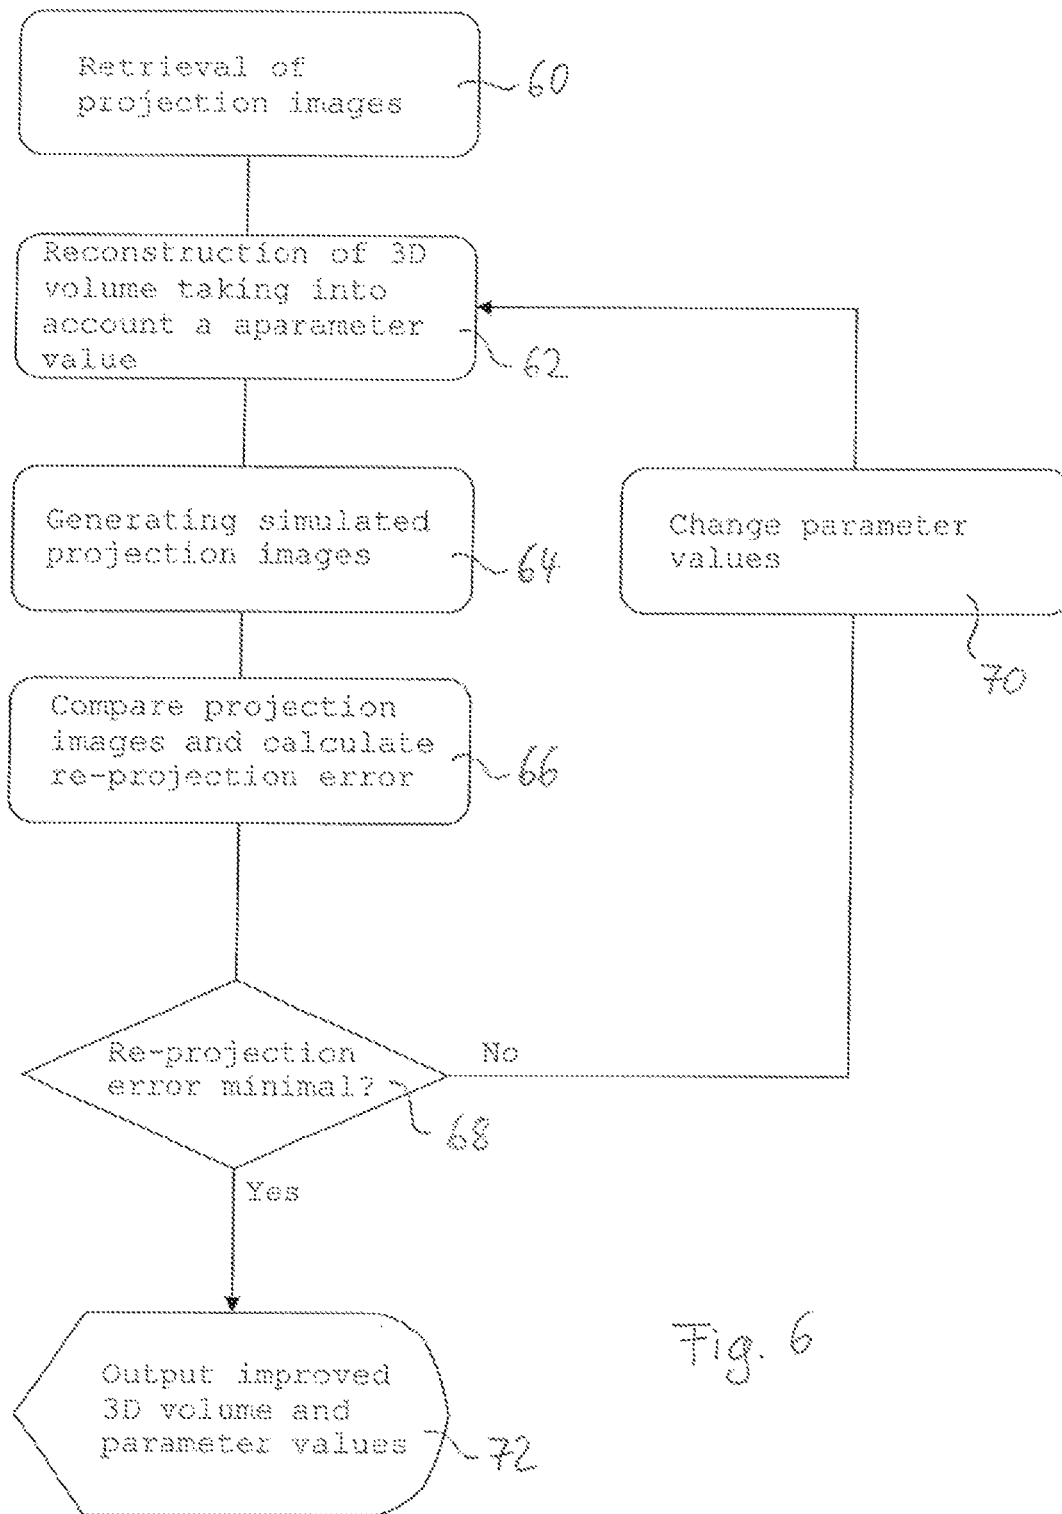 Retrieval of
projection images
60
Reconstruction of 3D
volume taking into
account a aparameter
value
62
Generating simulated
projection images
64
Change parameter
values
70
Compare projection
images and calculate
re-projection error
66
Re-projection
error minimal?
68
No
Yes
Output improved
3D volume and
parameter values
72
Fig. 6